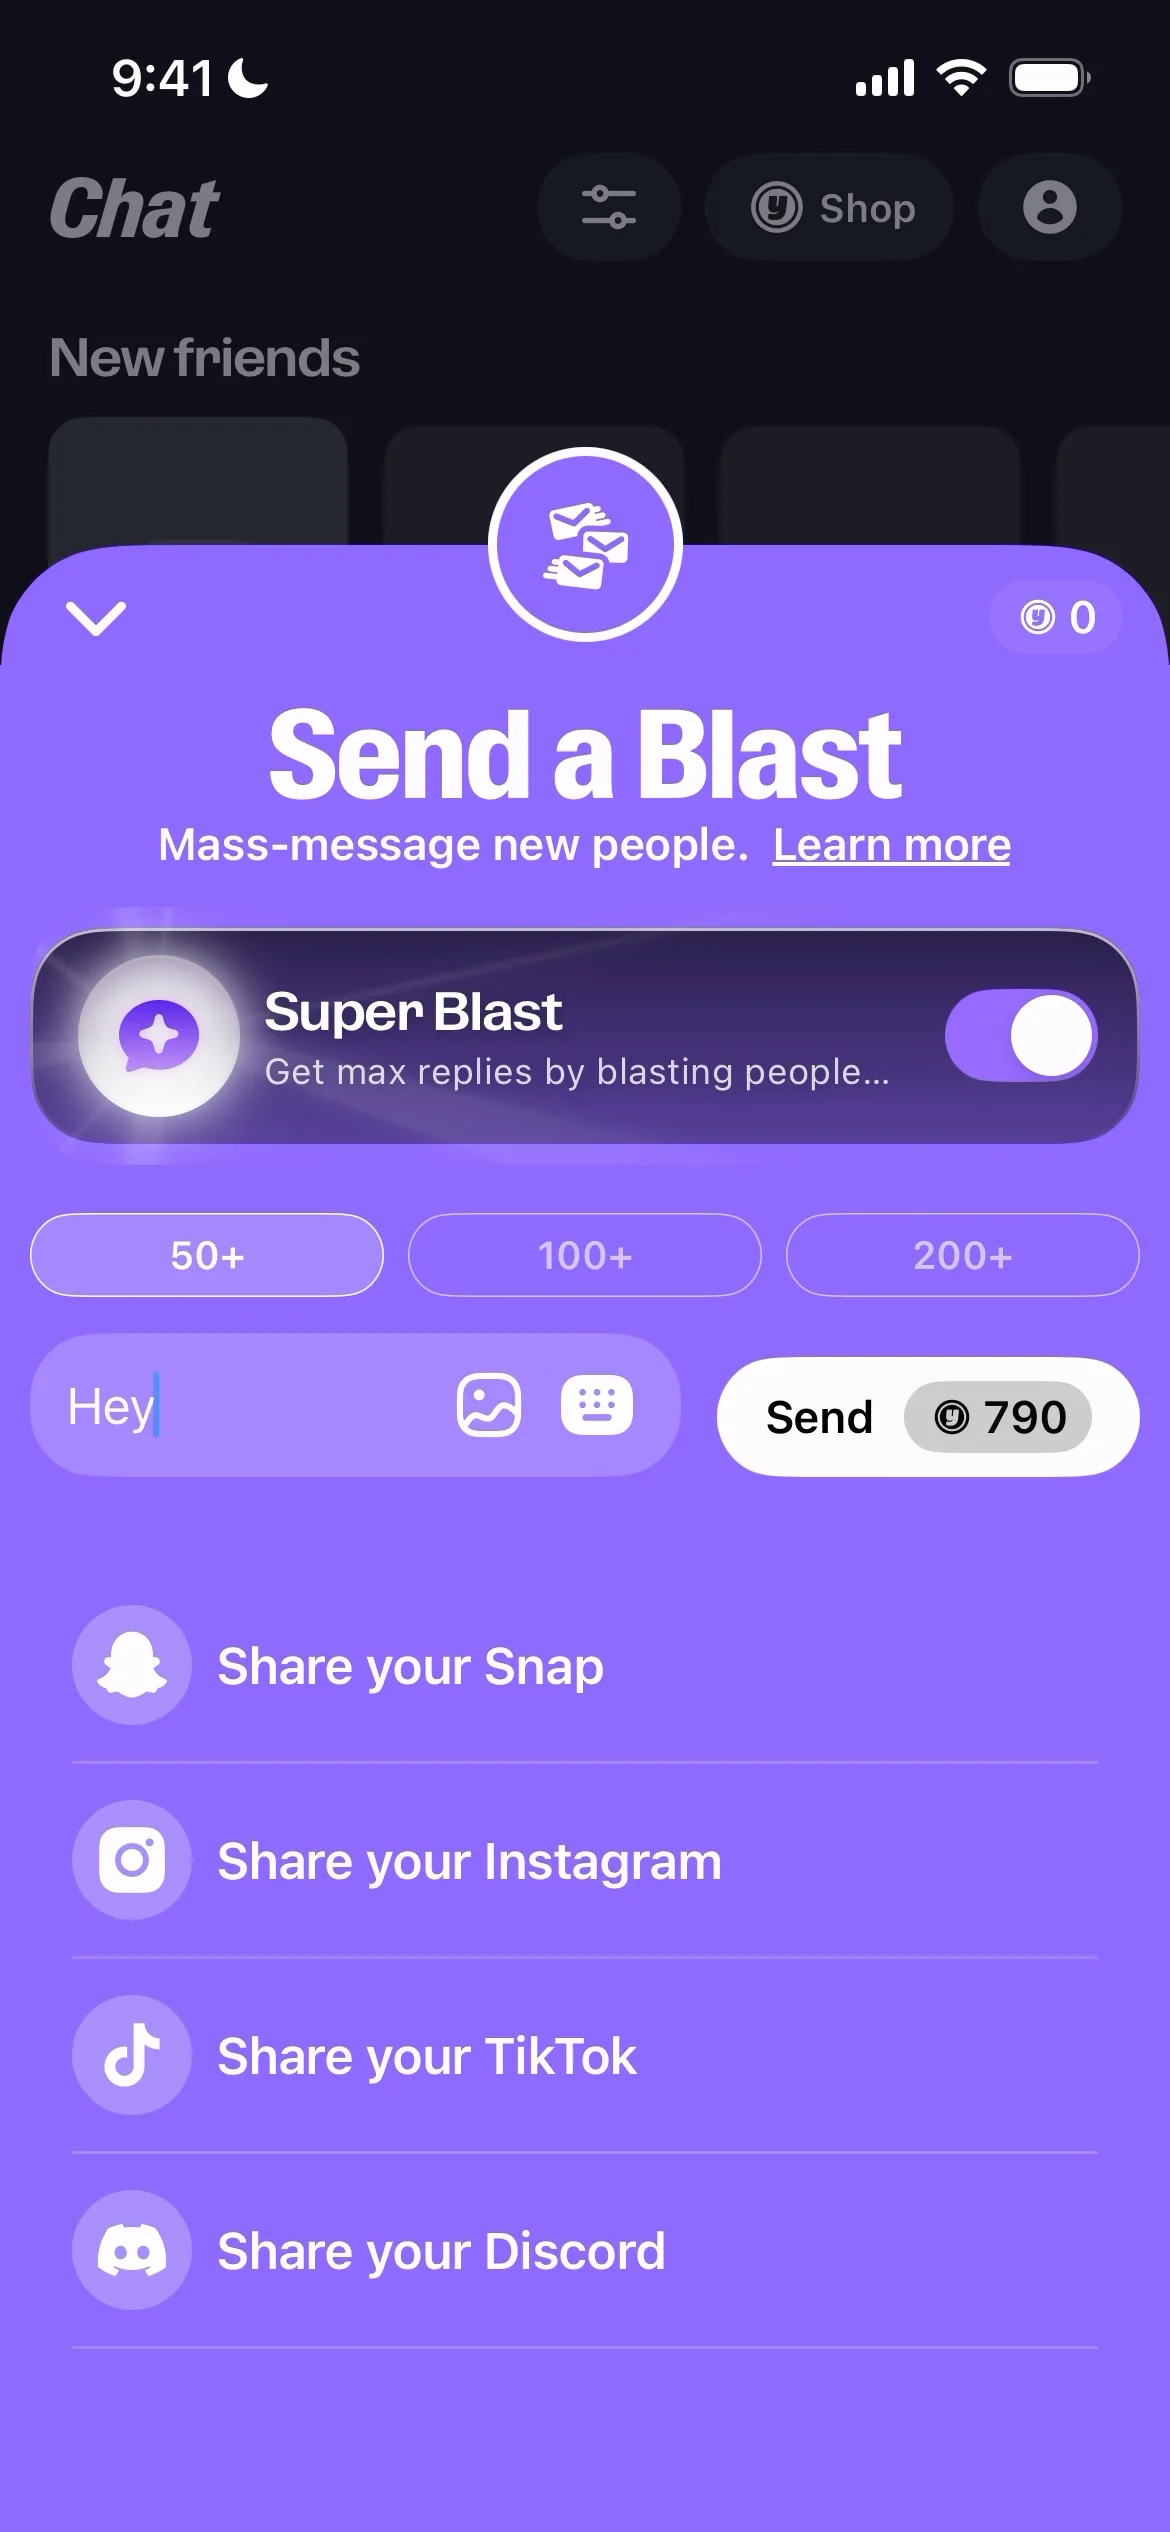 9:41
Chat
Shop
New friends
0
Send a Blast
Mass-message new people. Learn more
Super Blast
Get max replies by blasting people...
50+
100+
200+
Hey
Send 790
Share your Snap
Share your Instagram
Share your TikTok
Share your Discord